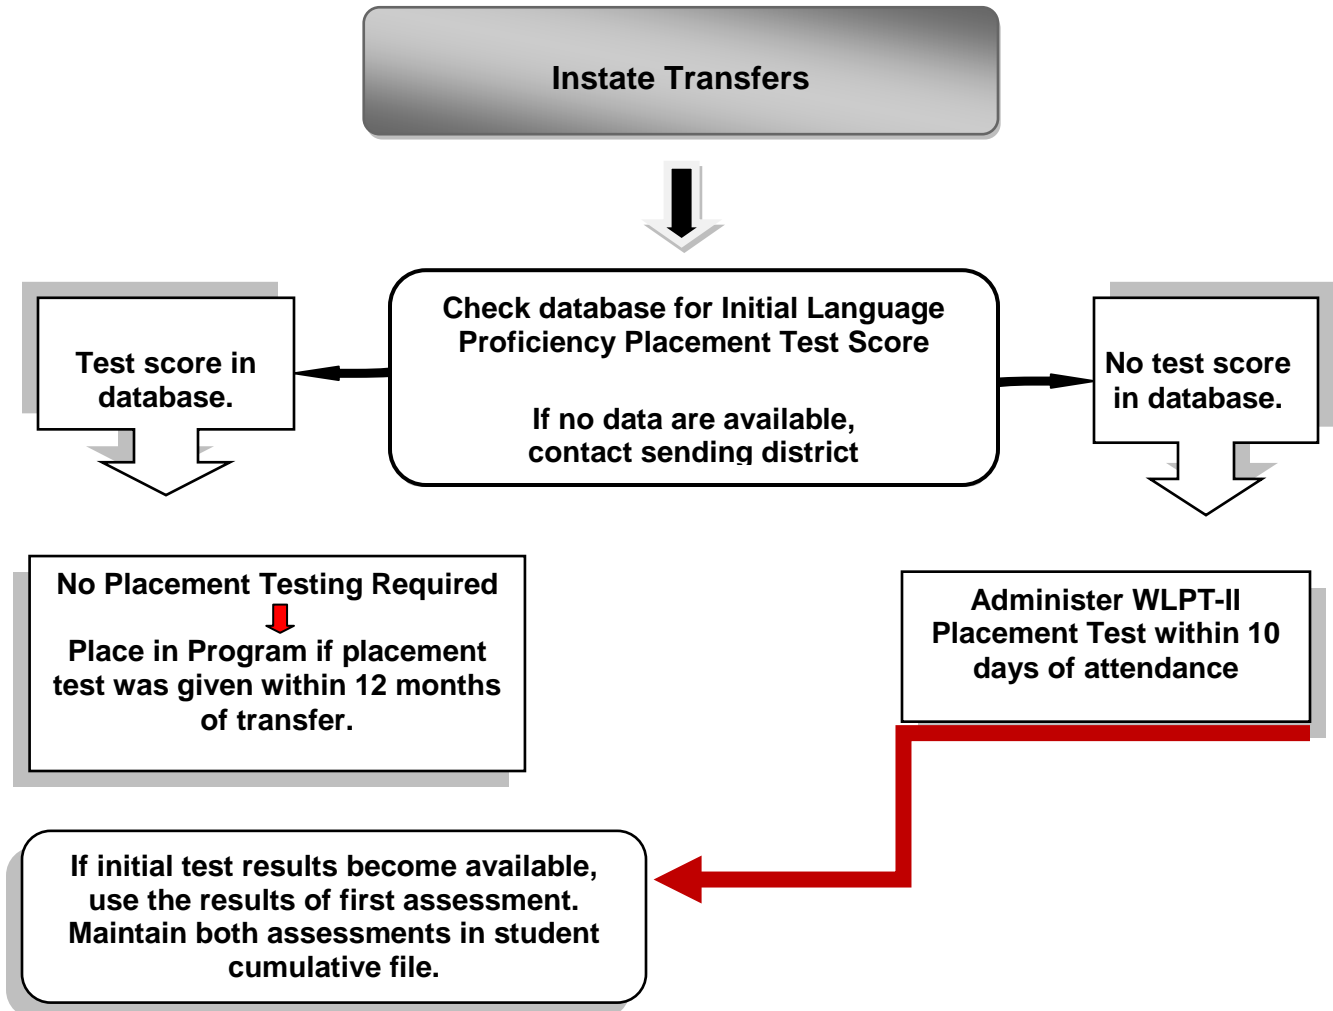 Instate Transfers
Check database for Initial Language
Proficiency Placement Test Score
If no data are available,
contact sending district
Test score in
database.
No test score
in database.
No Placement Testing Required
Place in Program if placement
test was given within 12 months
of transfer.
Administer WLPT-II
Placement Test within 10
days of attendance
If initial test results become available,
use the results of first assessment.
Maintain both assessments in student
cumulative file.